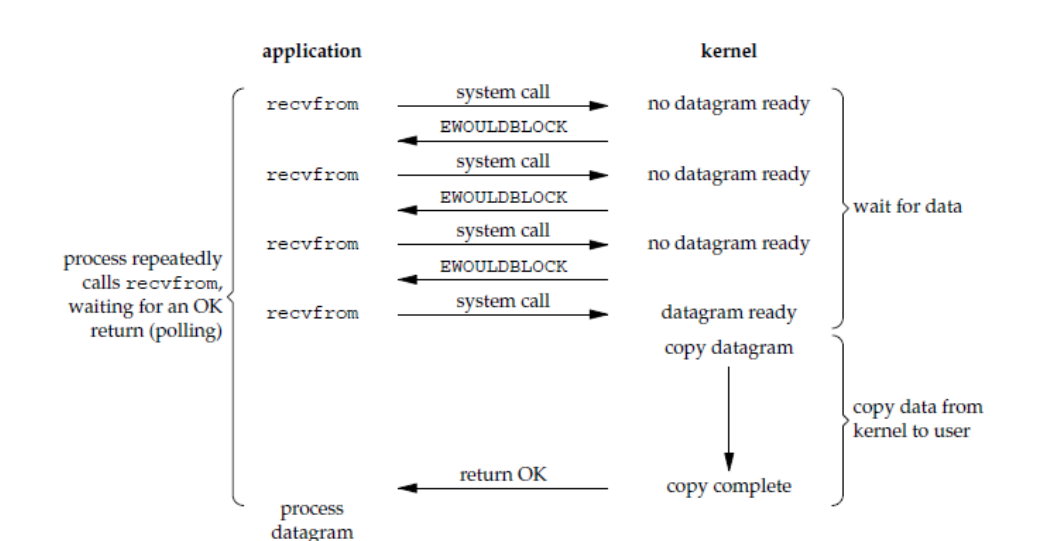 application
kernel
recvfrom
system call
no datagram ready
EWOULDBLOCK
recvfrom
system call
no datagram ready
EWOULDBLOCK
recvfrom
system call
no datagram ready
EWOULDBLOCK
recvfrom
system call
datagram ready
wait for data
process repeatedly
calls recvfrom,
waiting for an OK
return (polling)
copy datagram
copy data from
kernel to user
return OK
copy complete
process
datagram